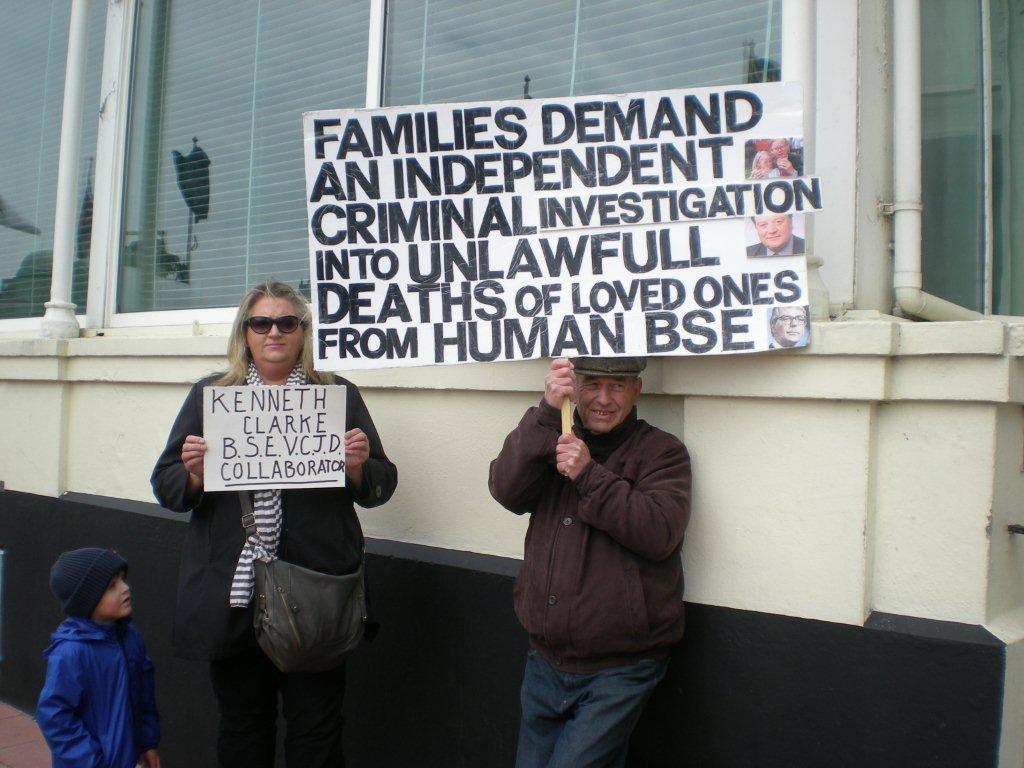 FAMILIES DEMAND
AN INDEPENDENT
CRIMINAL INVESTIGATION
INTO UNLAWFULL
DEATHS OF LOVED ONES
FROM HUMAN BSE
KENNETH
CLARKE
B.S.E.V.C.J.D.
COLLABORATOR